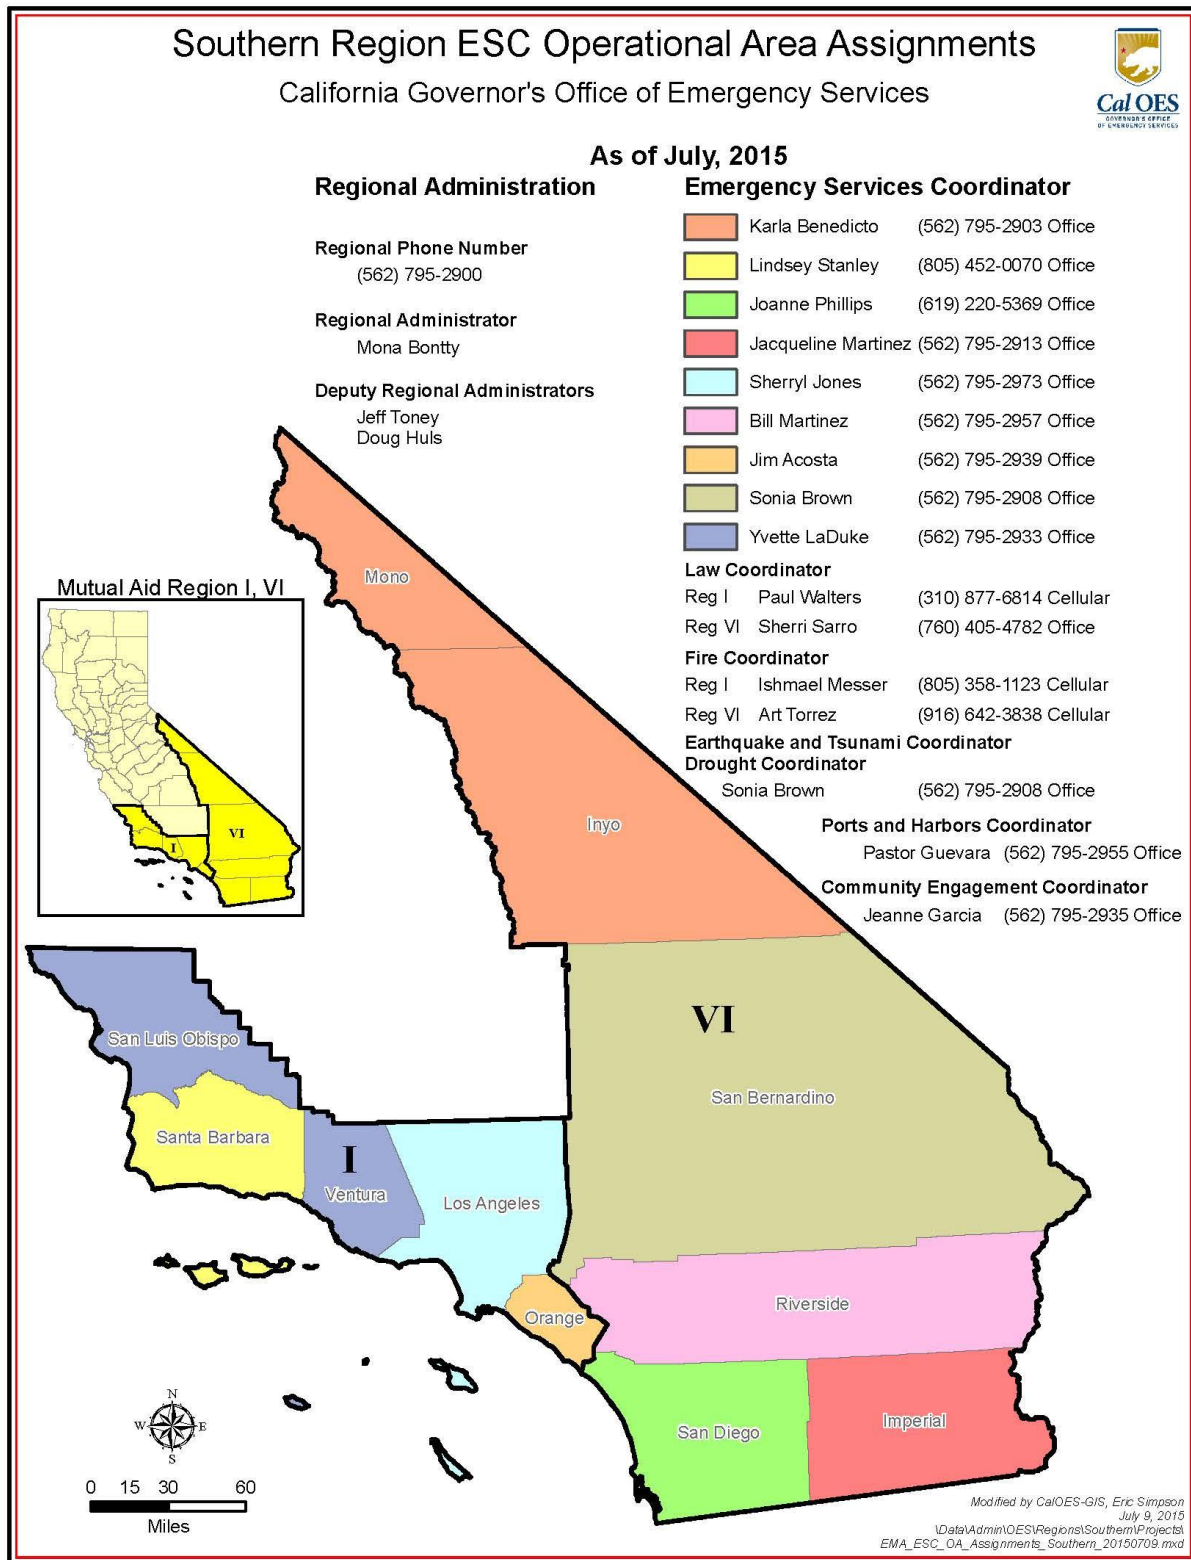 Southern Region ESC Operational Area Assignments
California Governor's Office of Emergency Services
Cal OES
GOVERNOR'S OFFICE
OF EMERGENCY SERVICES
As of July, 2015
Regional Administration
Regional Phone Number
(562) 795-2900
Regional Administrator
Mona Bontty
Deputy Regional Administrators
Jeff Toney
Doug Huls
Emergency Services Coordinator
Karla Benedicto (562) 795-2903 Office
Lindsey Stanley (805) 452-0070 Office
Joanne Phillips (619) 220-5369 Office
Jacqueline Martinez (562) 795-2913 Office
Sherryl Jones (562) 795-2973 Office
Bill Martinez (562) 795-2957 Office
Jim Acosta (562) 795-2939 Office
Sonia Brown (562) 795-2908 Office
Yvette LaDuke (562) 795-2933 Office
Law Coordinator
Reg I Paul Walters (310) 877-6814 Cellular
Reg VI Sherri Sarro (760) 405-4782 Office
Fire Coordinator
Reg I Ishmael Messer (805) 358-1123 Cellular
Reg VI Art Torrez (916) 642-3838 Cellular
Earthquake and Tsunami Coordinator
Drought Coordinator
Sonia Brown (562) 795-2908 Office
Ports and Harbors Coordinator
Pastor Guevara (562) 795-2955 Office
Community Engagement Coordinator
Jeanne Garcia (562) 795-2935 Office
Mutual Aid Region I, VI
VI
I
Mono
Inyo
VI
San Bernardino
San Luis Obispo
Santa Barbara
I
Ventura
Los Angeles
Orange
Riverside
San Diego
Imperial
N
W E
S
0 15 30 60
Miles
Modified by CalOES-GIS, Eric Simpson
July 9, 2015
\Data\Admin\OES\Regions\Southern\Projects\
EMA_ESC_OA_Assignments_Southern_20150709.mxd